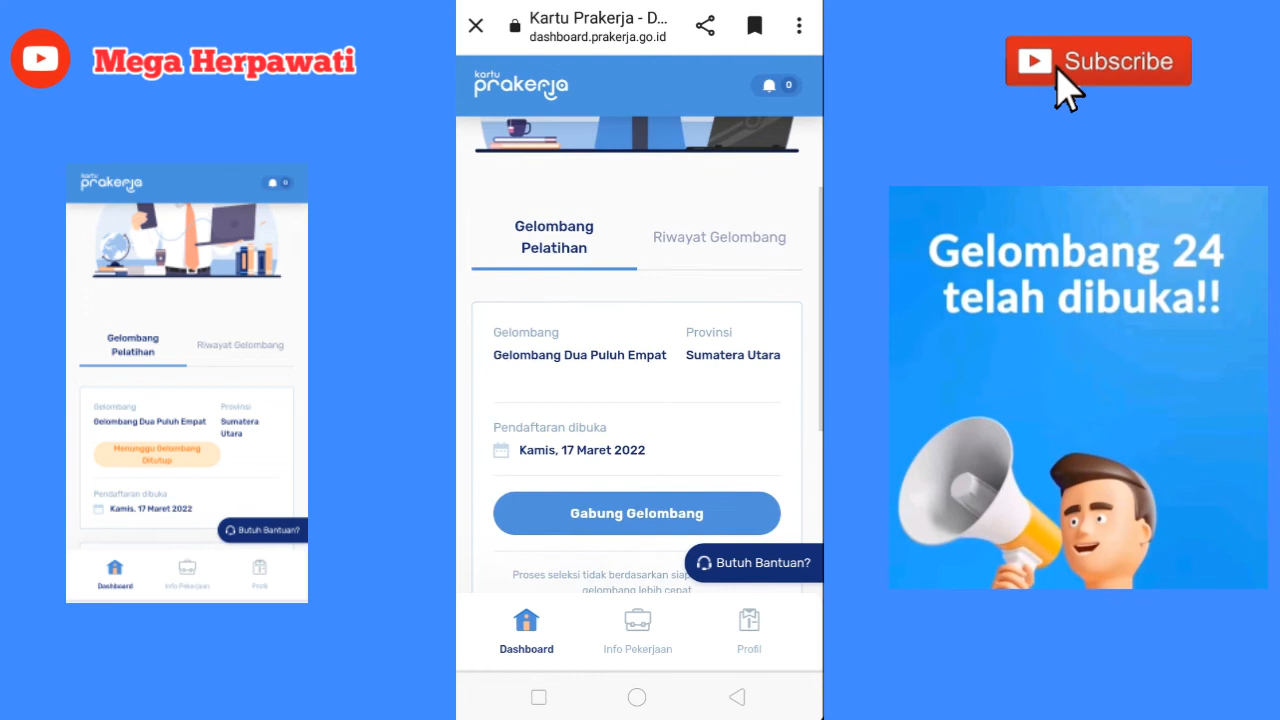 Mega Herpawati
kartu
prakerja
0
Gelombang
Pelatihan
Riwayat Gelombang
Gelombang
Provinsi
Gelombang Dua Puluh Empat
Sumatera
Utara
Menunggu Gelombang
Ditutup
Pendaftaran dibuka
Kamis, 17 Maret 2022
Butuh Bantuan?
Dashboard
Info Pekerjaan
Profil
Kartu Prakerja - D...
dashboard.prakerja.go.id
kartu
prakerja
0
Gelombang
Pelatihan
Riwayat Gelombang
Gelombang
Provinsi
Gelombang Dua Puluh Empat
Sumatera Utara
Pendaftaran dibuka
Kamis, 17 Maret 2022
Gabung Gelombang
Butuh Bantuan?
Proses seleksi tidak berdasarkan
gelombang lebih cepat
Dashboard
Info Pekerjaan
Profil
Subscribe
Gelombang 24
telah dibuka!!